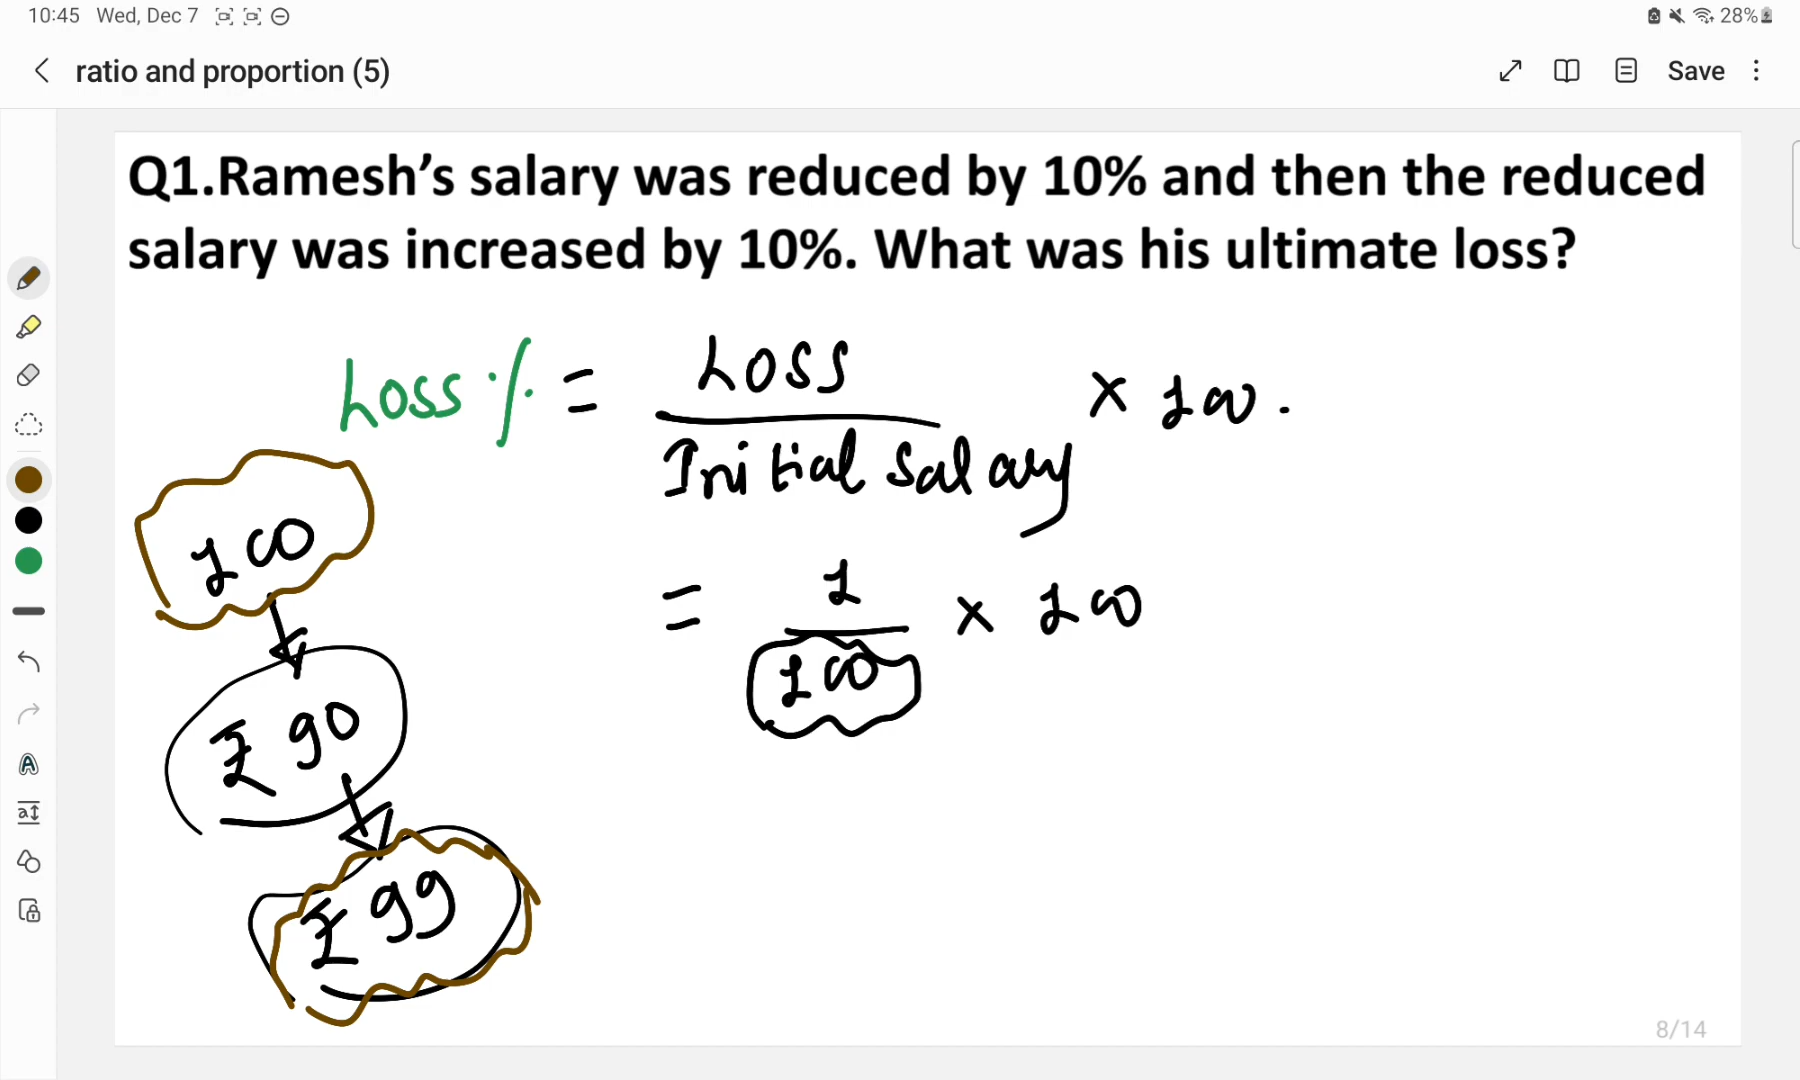 10:45 Wed, Dec 7 28%
ratio and proportion (5) Save
Q1.Ramesh’s salary was reduced by 10% and then the reduced
salary was increased by 10%. What was his ultimate loss?
Loss % = Loss / Initial Salary × 100.
100
= 1 / 100 × 100
₹ 90
₹ 99
8/14